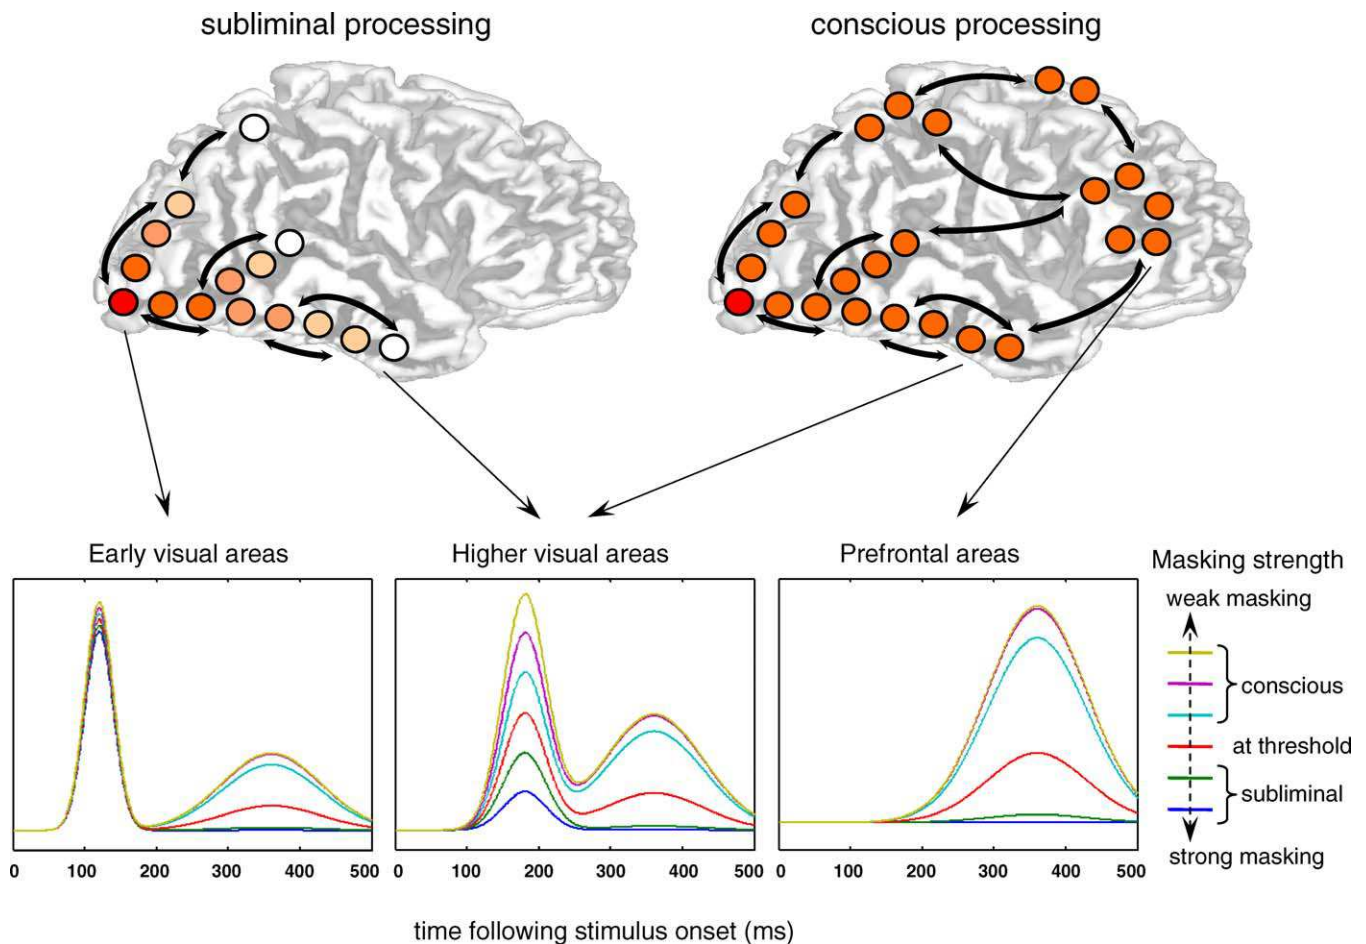 subliminal processing
conscious processing
Early visual areas
Higher visual areas
Prefrontal areas
Masking strength
weak masking
conscious
at threshold
subliminal
strong masking
0 100 200 300 400 500
0 100 200 300 400 500
0 100 200 300 400 500
time following stimulus onset (ms)